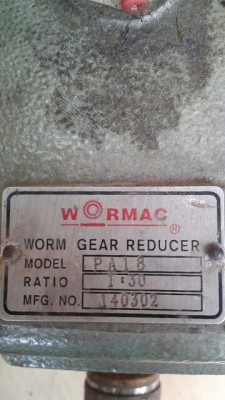 WORMAC ®
WORM GEAR REDUCER
MODEL PA18
RATIO 1:30
MFG. NO. 140302